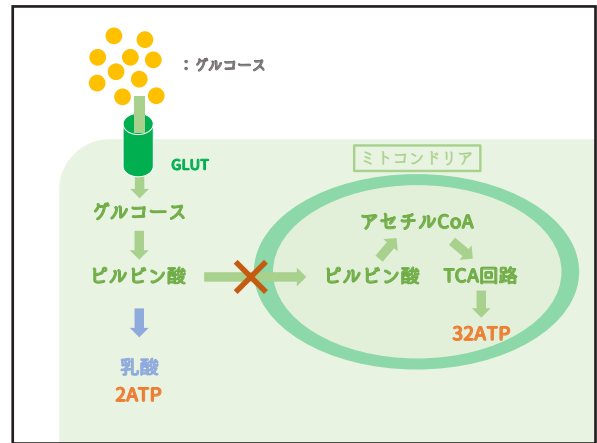 ：グルコース
GLUT
ミトコンドリア
グルコース
アセチルCoA
ピルビン酸
ピルビン酸
TCA回路
32ATP
乳酸
2ATP